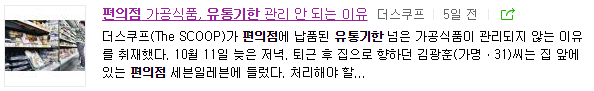 편의점 가공식품, 유통기한 관리 안 되는 이유 더스쿠프 5일 전
더스쿠프(The SCOOP)가 편의점에 납품된 유통기한 넘은 가공식품이 관리되지 않는 이유
를 취재했다. 10월 11일 늦은 저녁. 퇴근 후 집으로 향하던 김광훈(가명ㆍ31)씨는 집 앞에
있는 편의점 세븐일레븐에 들렀다. 처리해야 할...